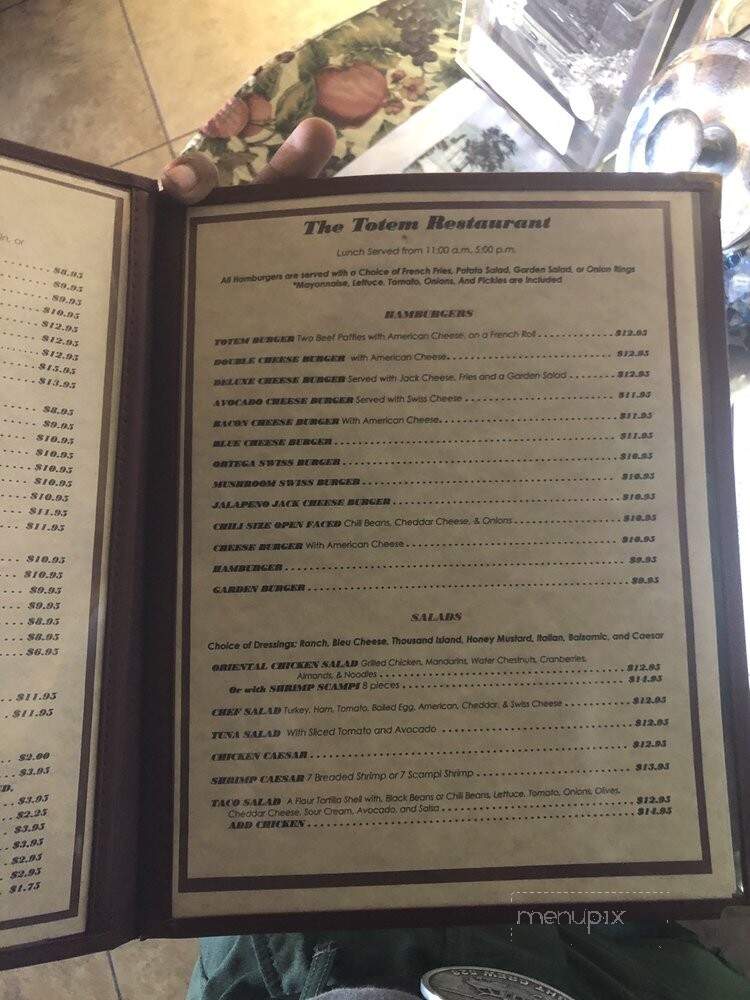 in, or
$8.95
$9.95
$9.95
$10.95
$12.95
$12.95
$12.95
$15.95
$13.95
$8.95
$9.95
$10.95
$10.95
$10.95
$10.95
$10.95
$11.95
$11.95
$10.95
$10.95
$9.95
$9.95
$8.95
$8.95
$6.95
$11.95
$11.95
$2.00
$3.95
$3.95
$2.25
$3.95
$3.95
$2.95
$2.95
$1.75
The Totem Restaurant
Lunch Served from 11:00 a.m. 5:00 p.m.
All Hamburgers are served with a Choice of French Fries, Potato Salad, Garden Salad, or Onion Rings
*Mayonnaise, Lettuce, Tomato, Onions, And Pickles are Included
HAMBURGERS
TOTEM BURGER Two Beef Patties with American Cheese, on a French Roll $12.95
DOUBLE CHEESE BURGER with American Cheese $12.95
DELUXE CHEESE BURGER Served with Jack Cheese, Fries and a Garden Salad $12.95
AVOCADO CHEESE BURGER Served with Swiss Cheese $11.95
BACON CHEESE BURGER With American Cheese $11.95
BLUE CHEESE BURGER $11.95
ORTEGA SWISS BURGER $10.95
MUSHROOM SWISS BURGER $10.95
JALAPENO JACK CHEESE BURGER $10.95
CHILI SIZE OPEN FACED Chili Beans, Cheddar Cheese, & Onions $10.95
CHEESE BURGER With American Cheese $10.95
HAMBURGER $9.95
GARDEN BURGER $9.95
SALADS
Choice of Dressings: Ranch, Bleu Cheese, Thousand Island, Honey Mustard, Italian, Balsamic, and Caesar
ORIENTAL CHICKEN SALAD Grilled Chicken, Mandarins, Water Chestnuts, Cranberries,
Almonds, & Noodles $12.95
Or with SHRIMP SCAMPI 8 pieces $14.95
CHEF SALAD Turkey, Ham, Tomato, Boiled Egg, American, Cheddar, & Swiss Cheese $12.95
TUNA SALAD With Sliced Tomato and Avocado $12.95
CHICKEN CAESAR $12.95
SHRIMP CAESAR 7 Breaded Shrimp or 7 Scampi Shrimp $13.95
TACO SALAD A Flour Tortilla Shell with, Black Beans or Chili Beans, Lettuce, Tomato, Onions, Olives,
Cheddar Cheese, Sour Cream, Avocado, and Salsa $12.95
ADD CHICKEN $14.95
menupix